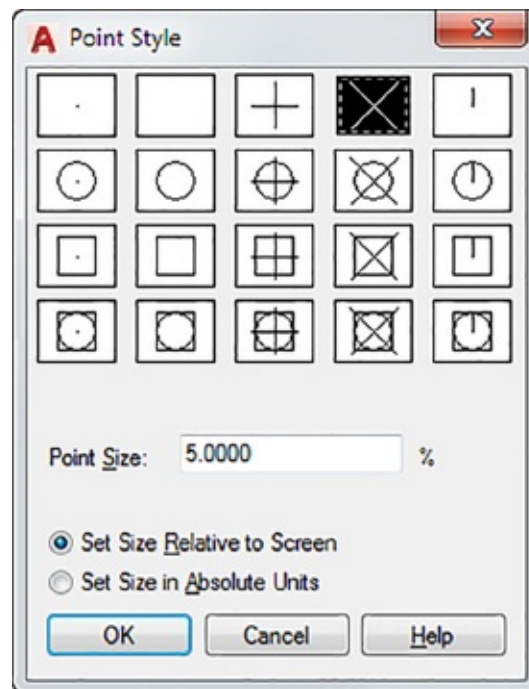 Point Style
Point Size: 5.0000 %
Set Size Relative to Screen
Set Size in Absolute Units
OK Cancel Help